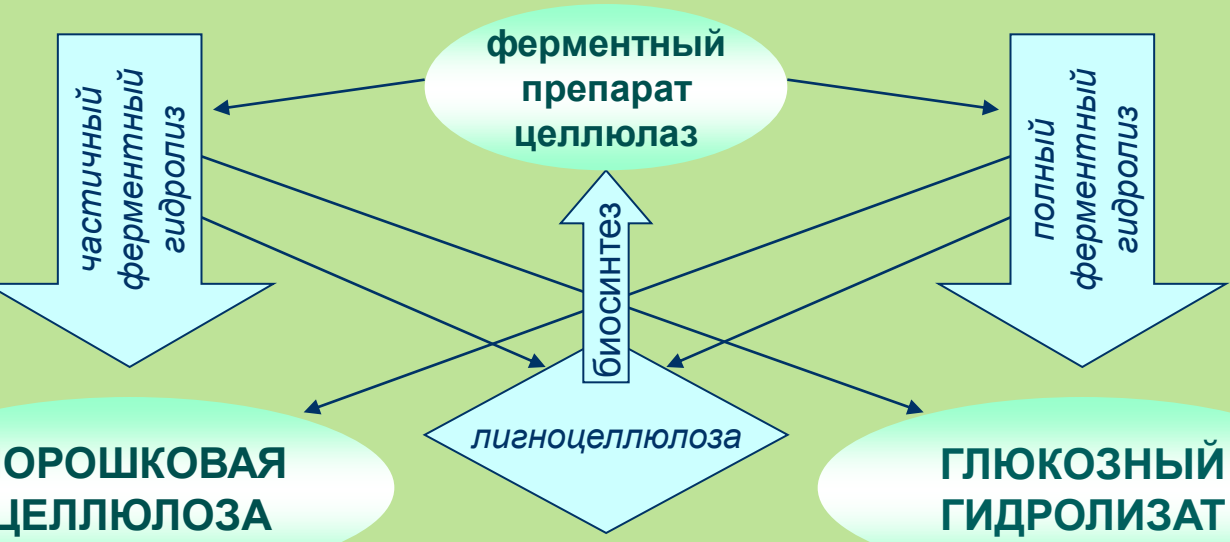 ферментный
препарат
целлюлаз
частичный
ферментный
гидролиз
биосинтез
полный
ферментный
гидролиз
лигноцеллюлоза
ОРОШКОВАЯ
ЦЕЛЛЮЛОЗА
ГЛЮКОЗНЫЙ
ГИДРОЛИЗАТ